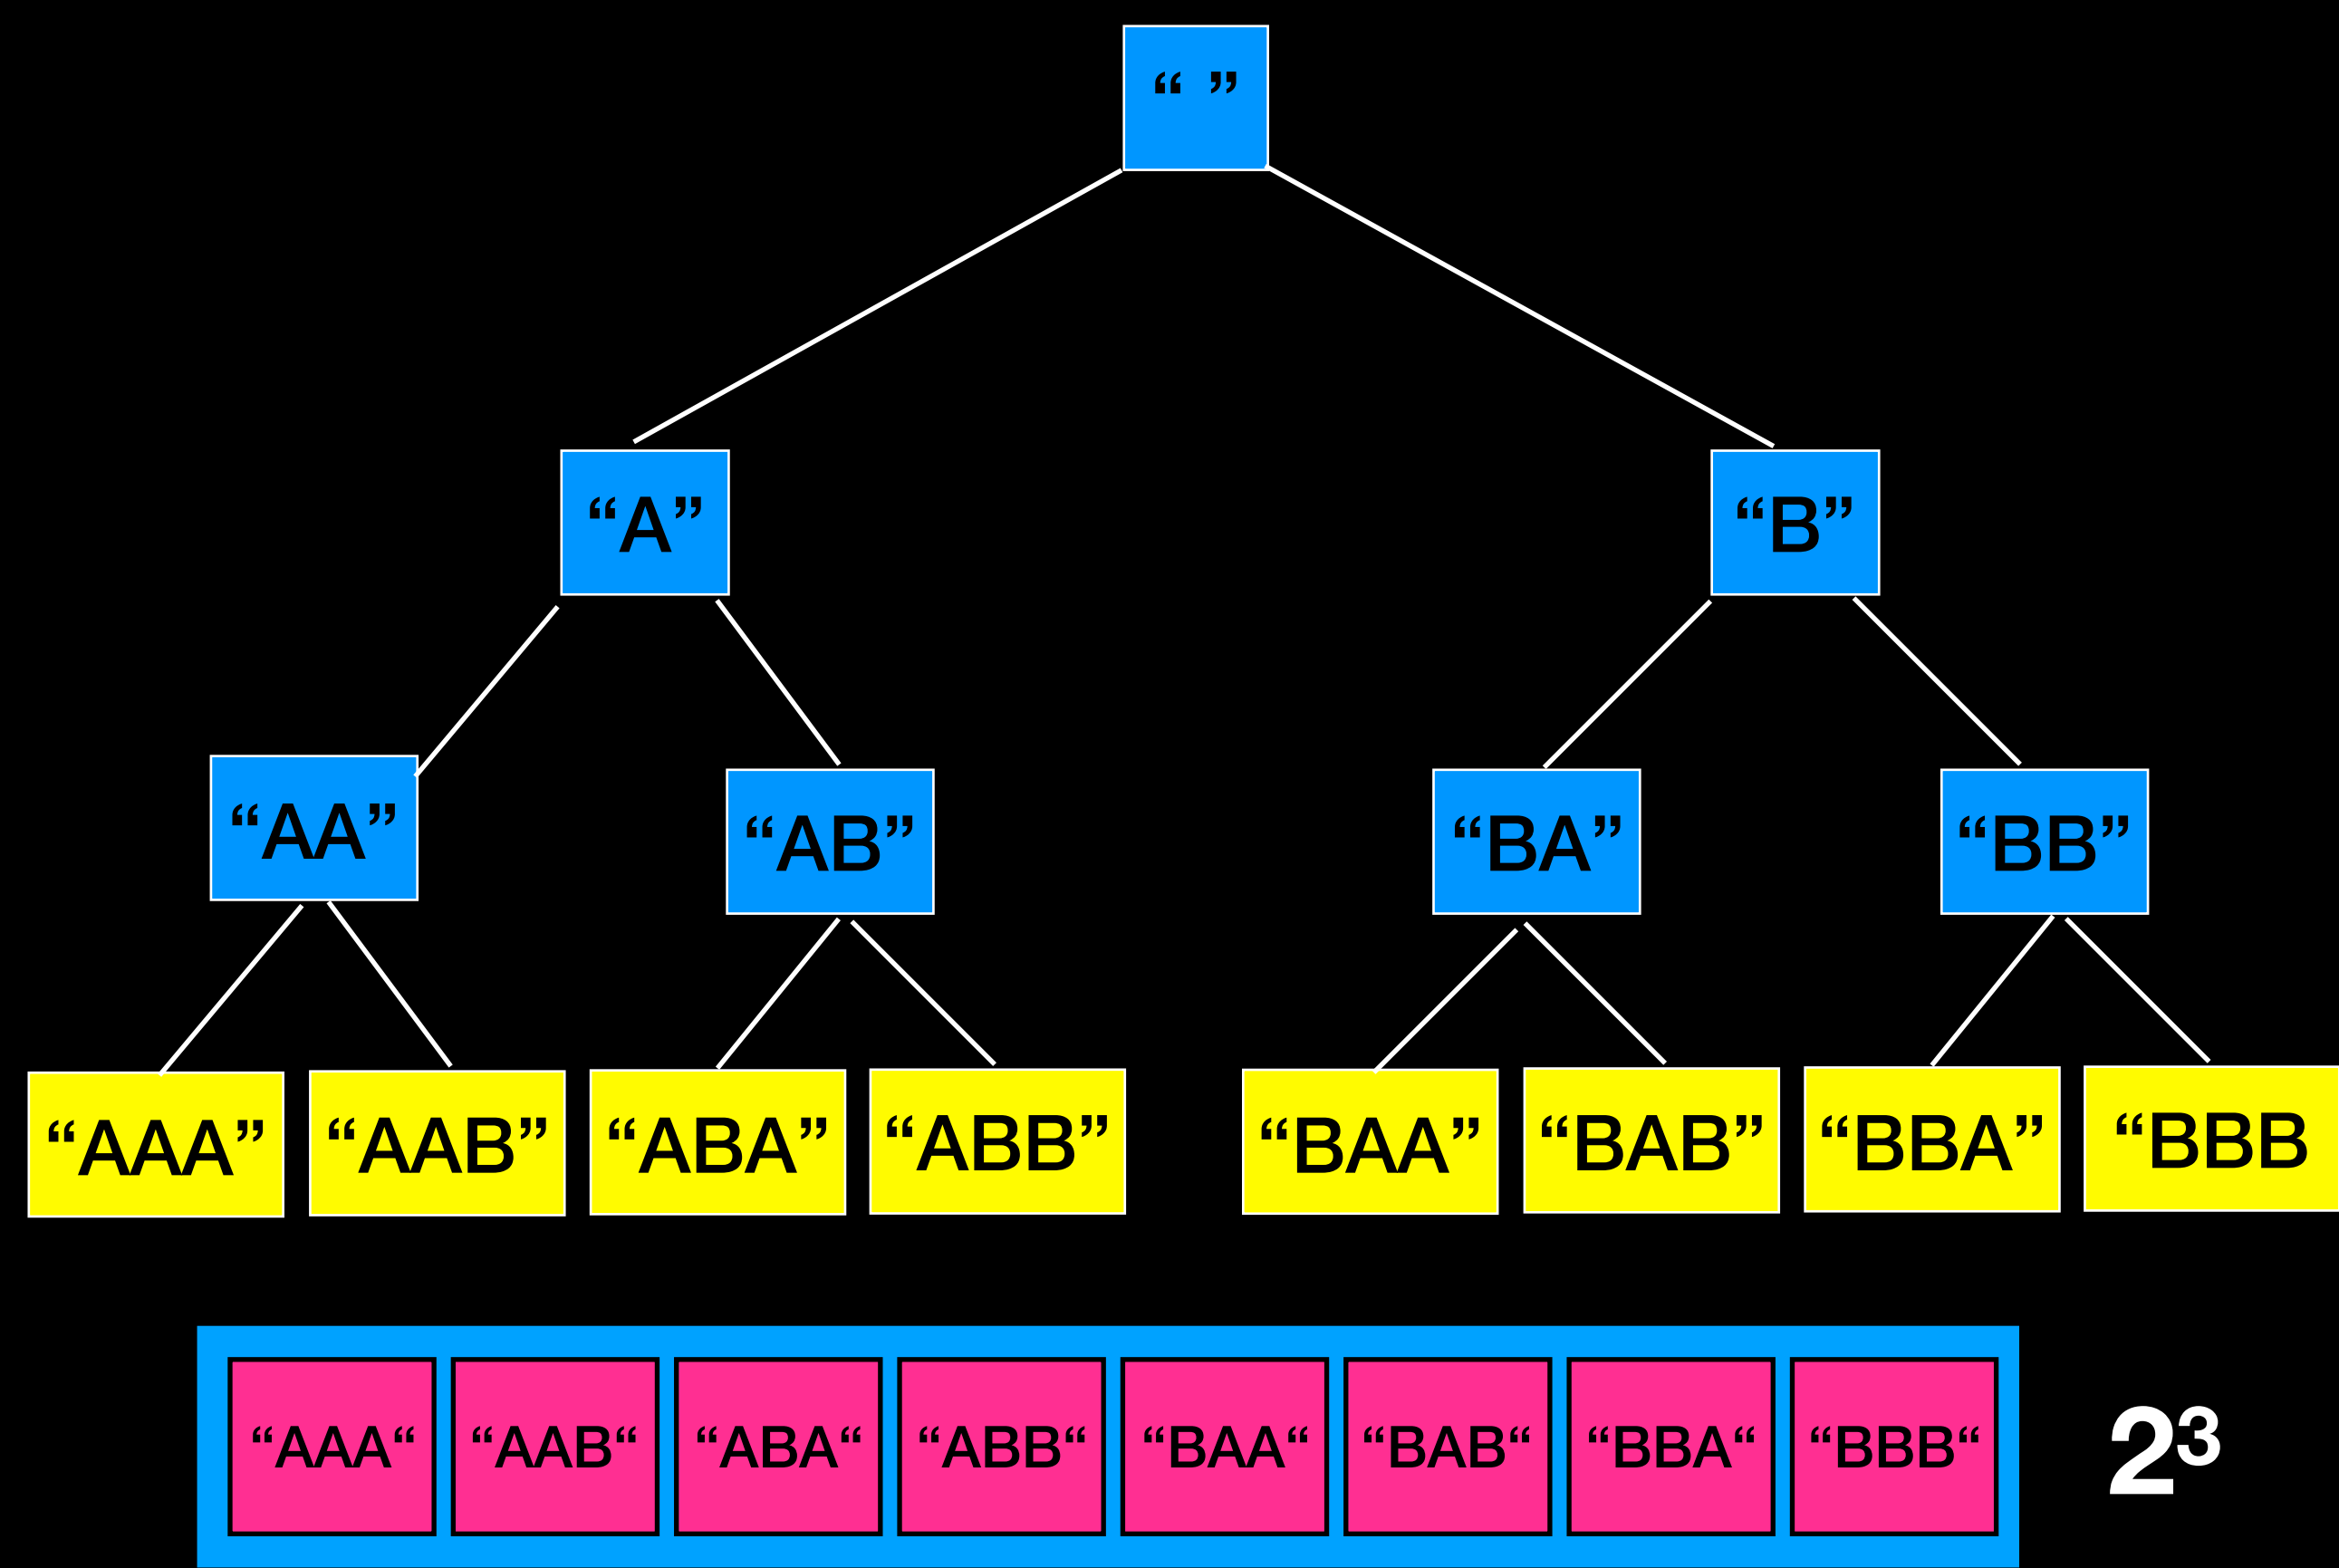 “ ”
“A” “B”
“AA” “AB” “BA” “BB”
“AAA” “AAB” “ABA” “ABB” “BAA” “BAB” “BBA” “BBB
“AAA“ “AAB“ “ABA“ “ABB“ “BAA“ “BAB“ “BBA“ “BBB“ 2³